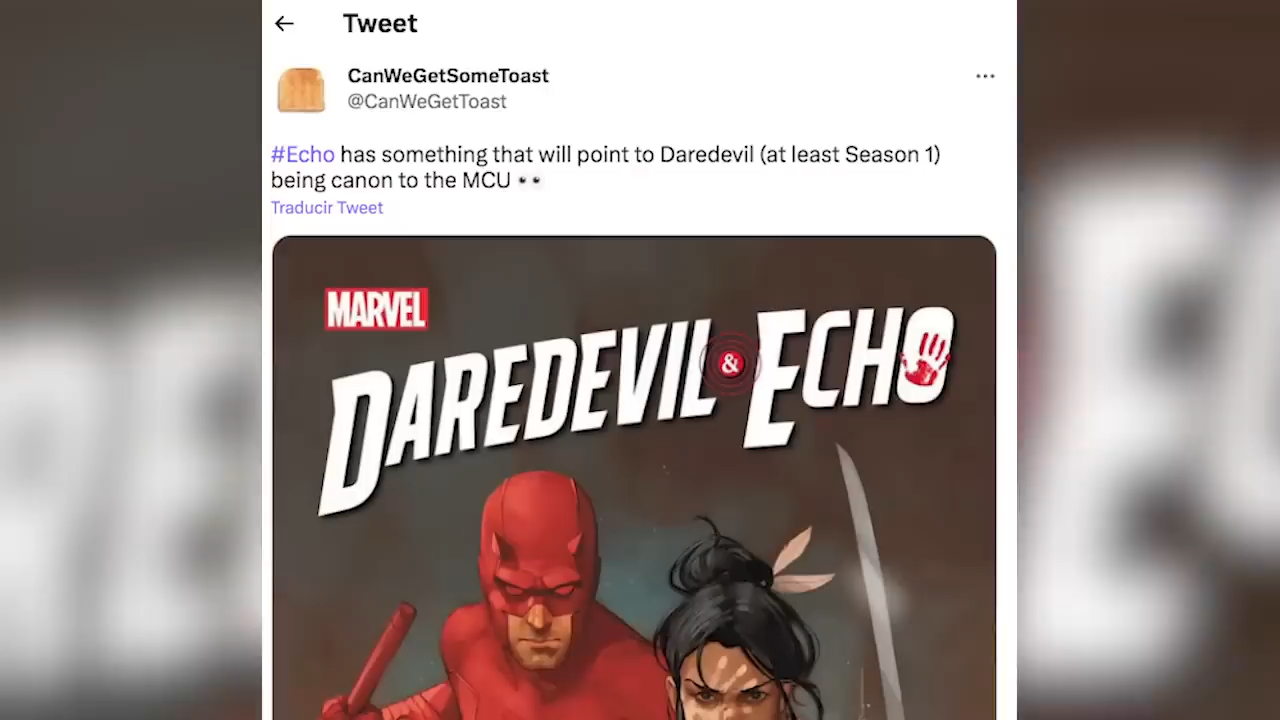 Tweet
CanWeGetSomeToast
@CanWeGetToast
#Echo has something that will point to Daredevil (at least Season 1)
being canon to the MCU 👀
Traducir Tweet
MARVEL
DAREDEVIL & ECHO